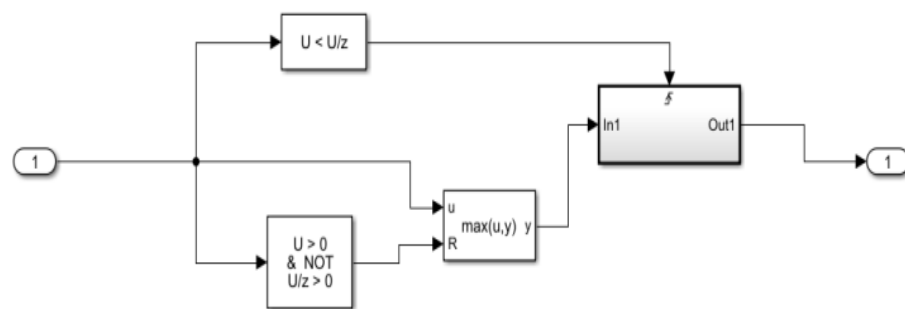 U < U/z
In1
Out1
1
1
u
max(u,y)
y
R
U > 0
& NOT
U/z > 0